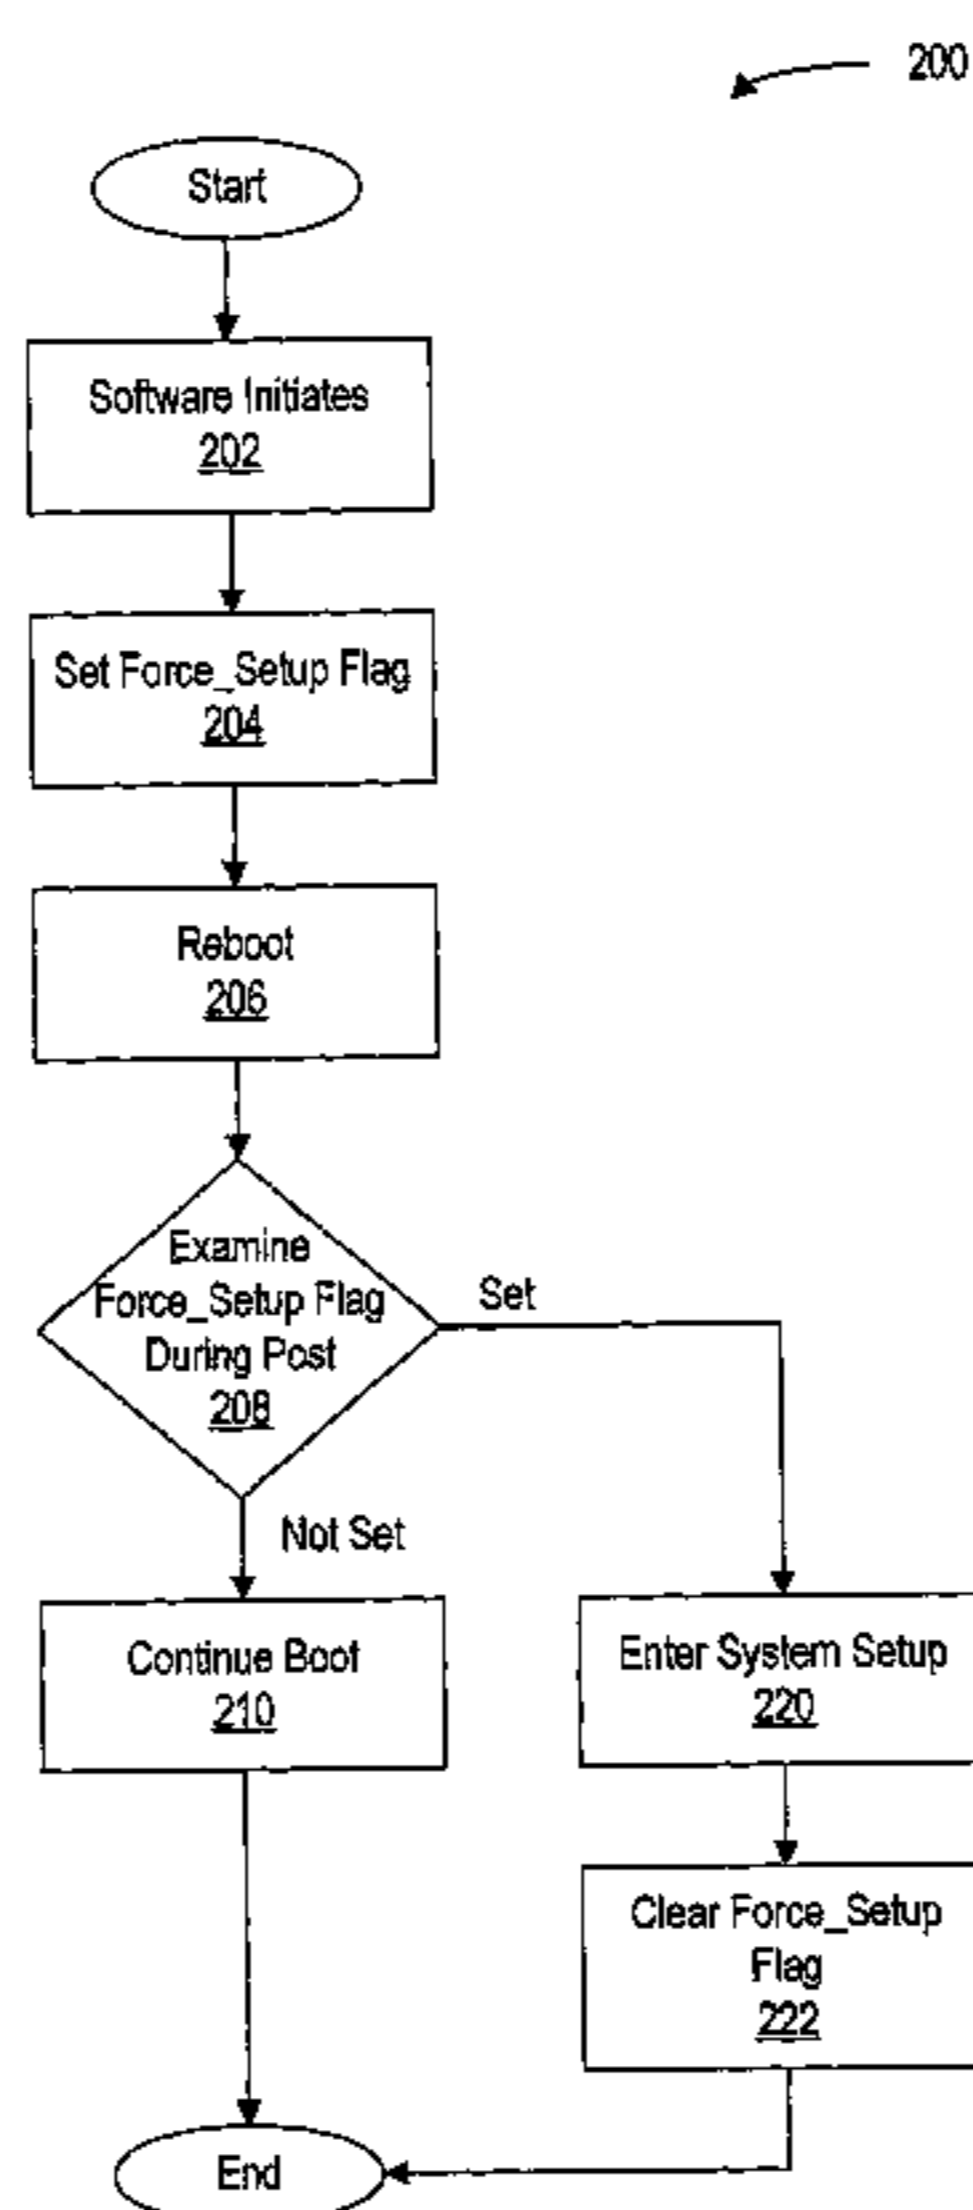 200
Start
Software Initiates
202
Set Force_Setup Flag
204
Reboot
206
Examine
Force_Setup Flag
During Post
208
Set
Not Set
Continue Boot
210
Enter System Setup
220
Clear Force_Setup
Flag
222
End